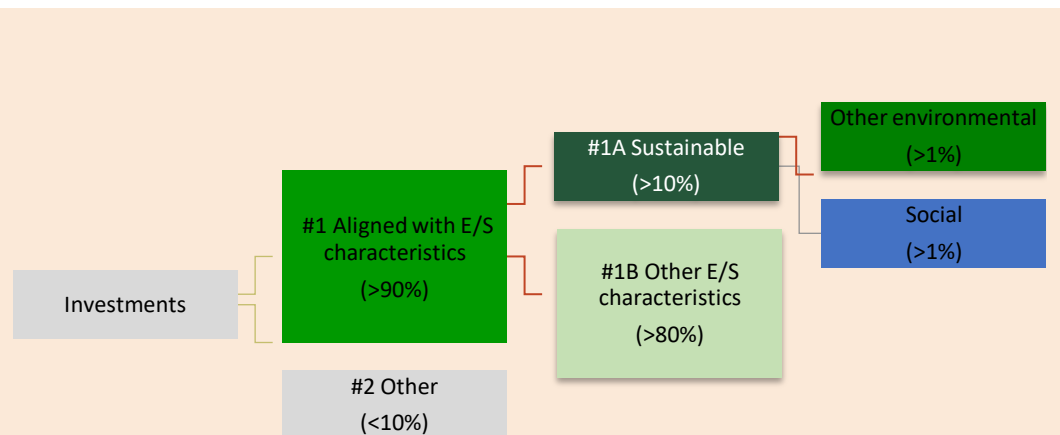 Investments
#1 Aligned with E/S
characteristics
(>90%)
#2 Other
(<10%)
#1A Sustainable
(>10%)
#1B Other E/S
characteristics
(>80%)
Other environmental
(>1%)
Social
(>1%)